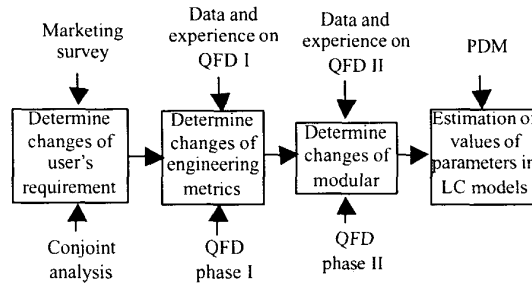 Marketing
survey
Data and
experience on
QFD I
Data and
experience on
QFD II
PDM
Determine
changes of
user's
requirement
Determine
changes of
engineering
metrics
Determine
changes of
modular
Estimation of
values of
parameters in
LC models
Conjoint
analysis
QFD
phase I
QFD
phase II